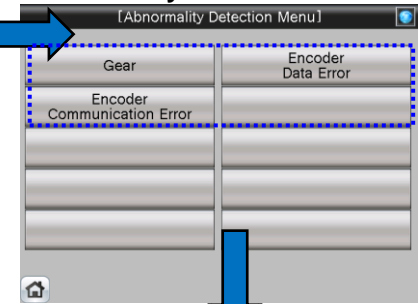 [Abnormality Detection Menu]
Gear
Encoder
Data Error
Encoder
Communication Error